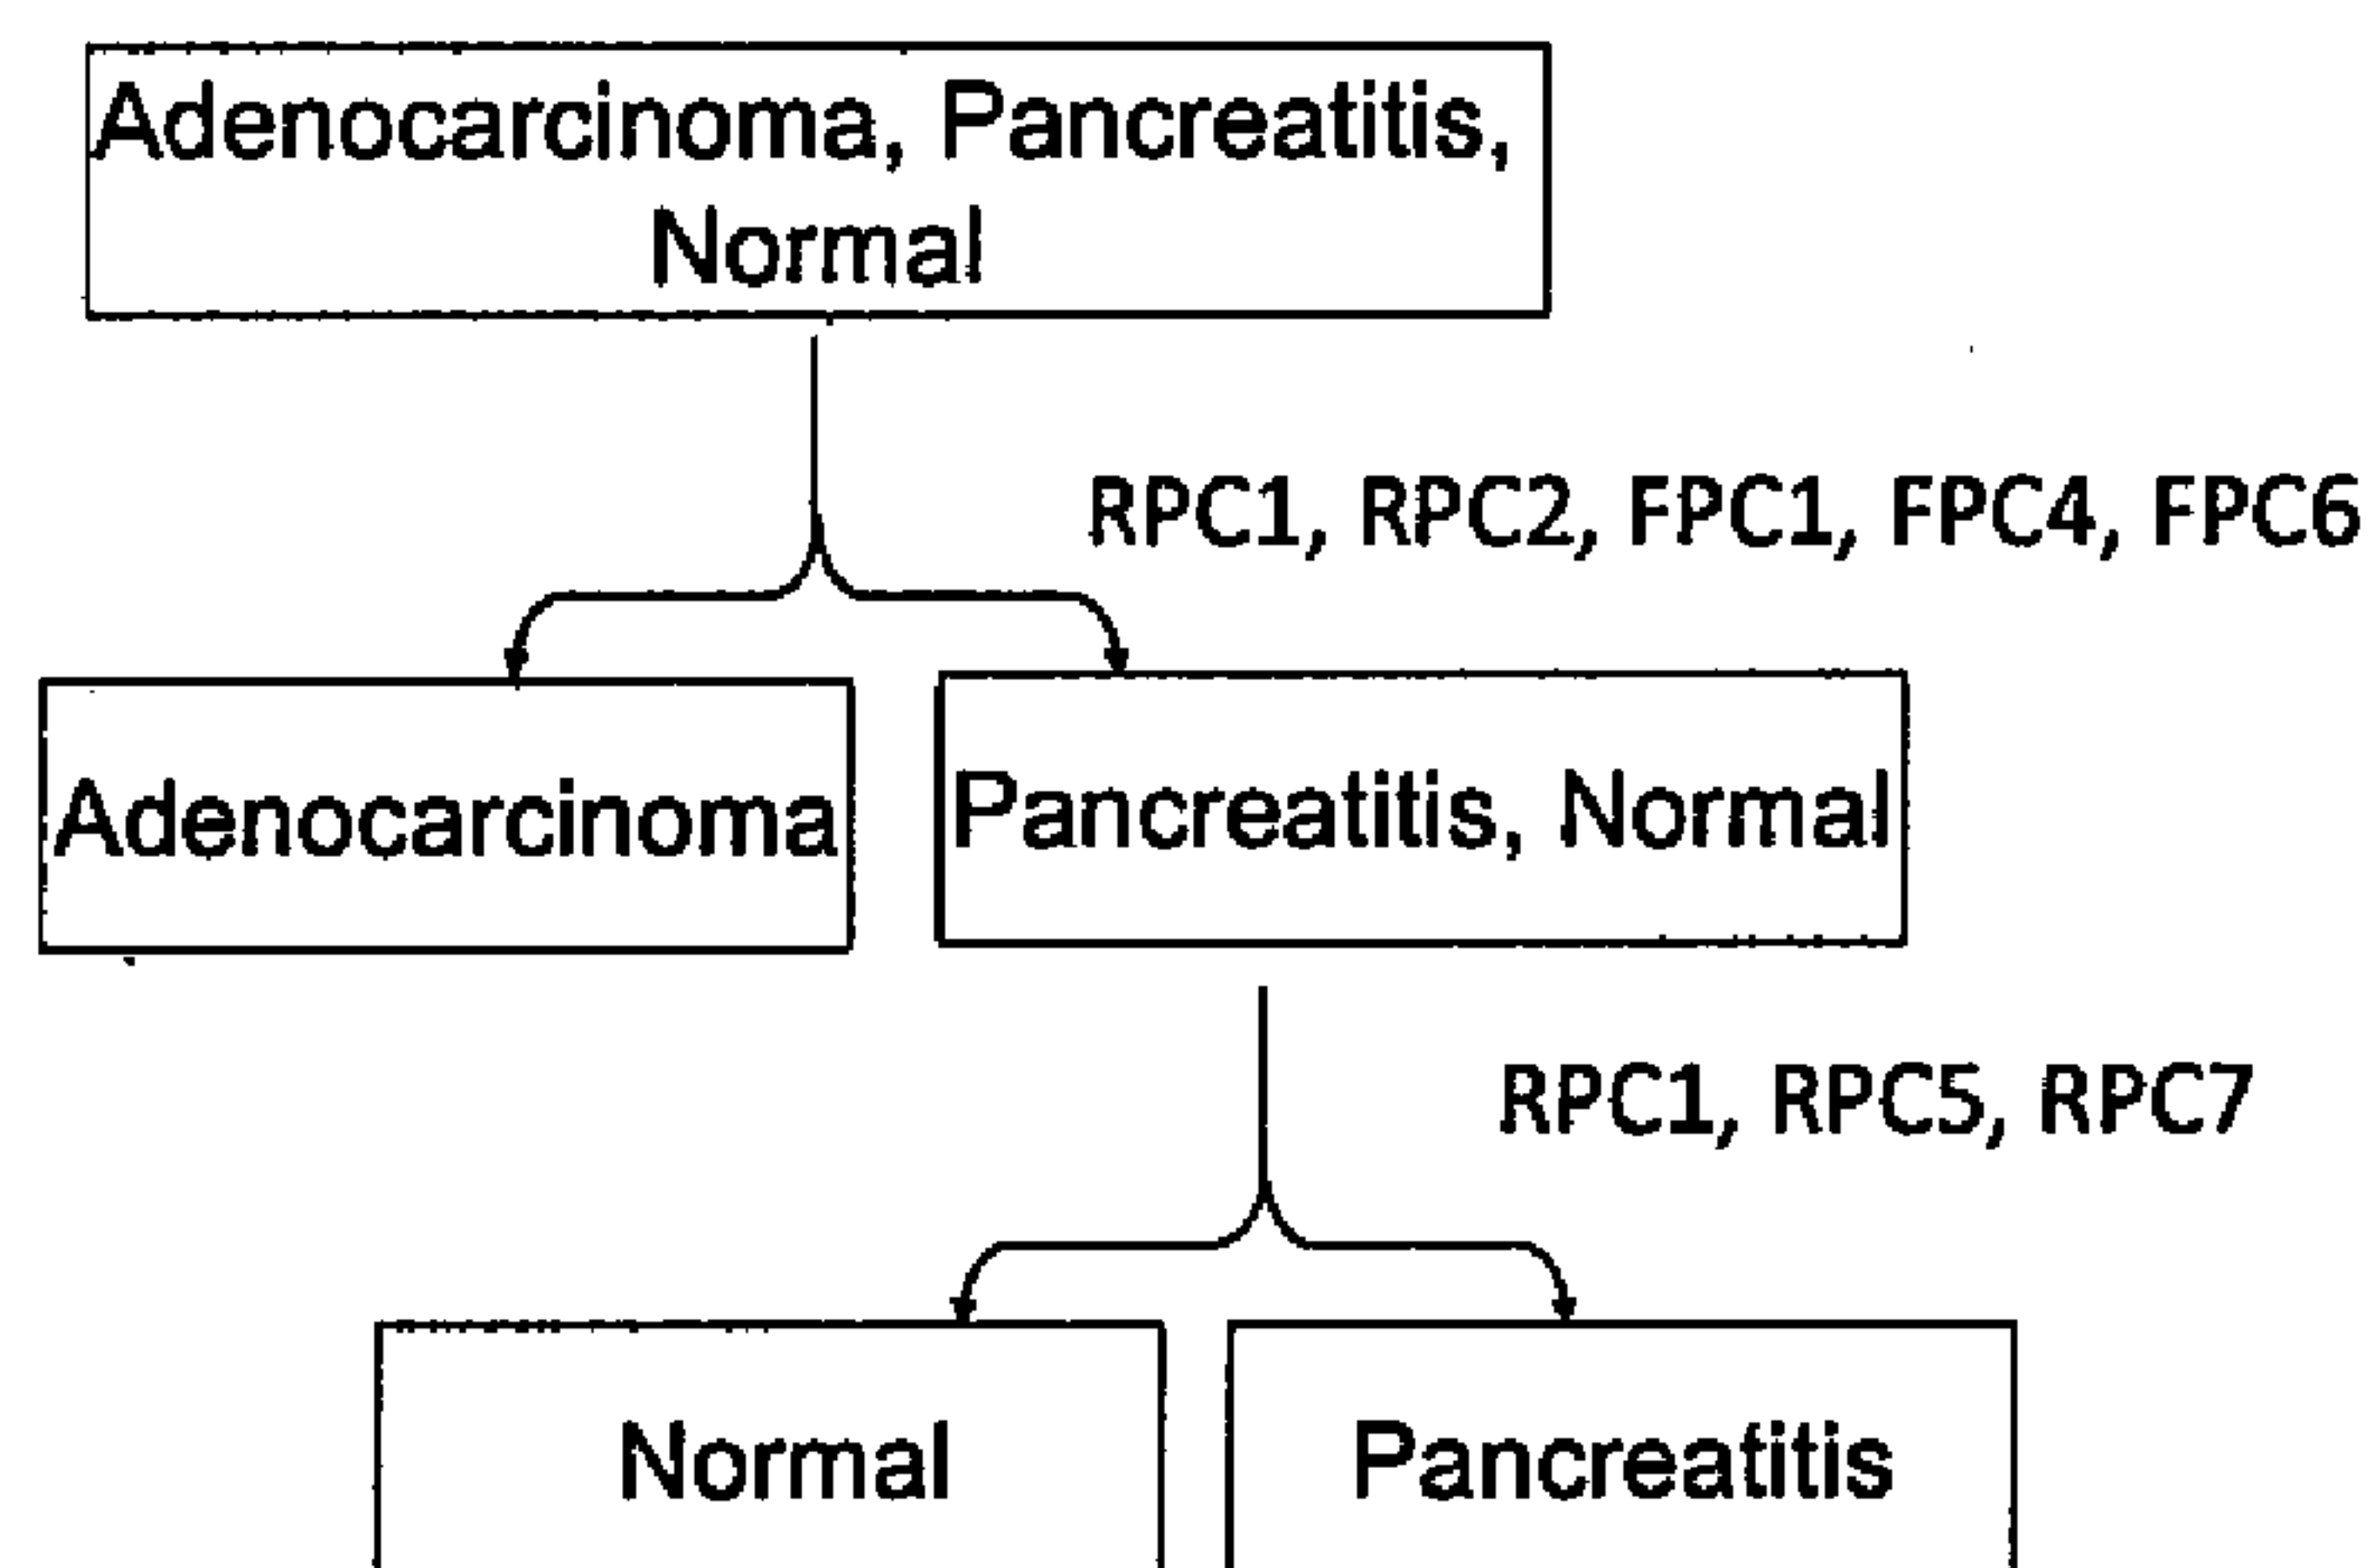 Adenocarcinoma, Pancreatitis,
Normal
RPC1, RPC2, FPC1, FPC4, FPC6
Adenocarcinoma
Pancreatitis, Normal
RPC1, RPC5, RPC7
Normal
Pancreatitis